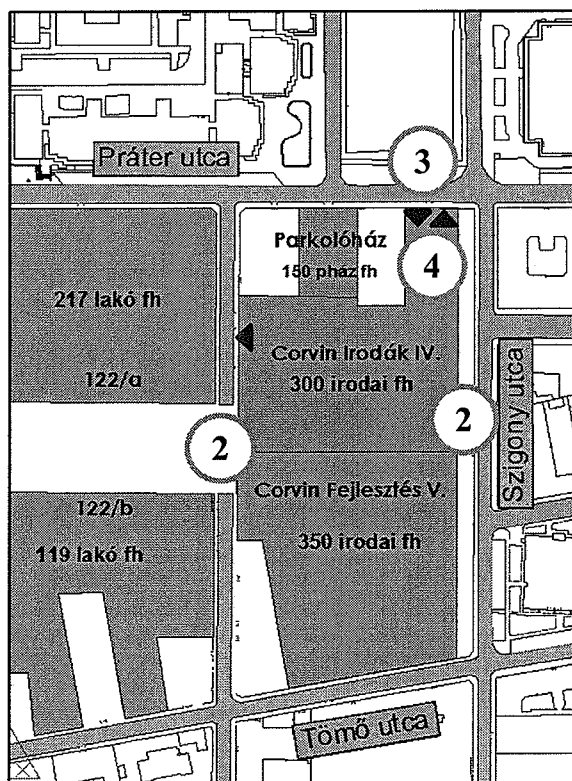 Práter utca
3
Parkolóház
150 pház fh
4
217 lakó fh
122/a
Corvin Irodák IV.
300 irodai fh
2
2
Szigony utca
122/b
119 lakó fh
Corvin Fejlesztés V.
350 irodai fh
Tömő utca